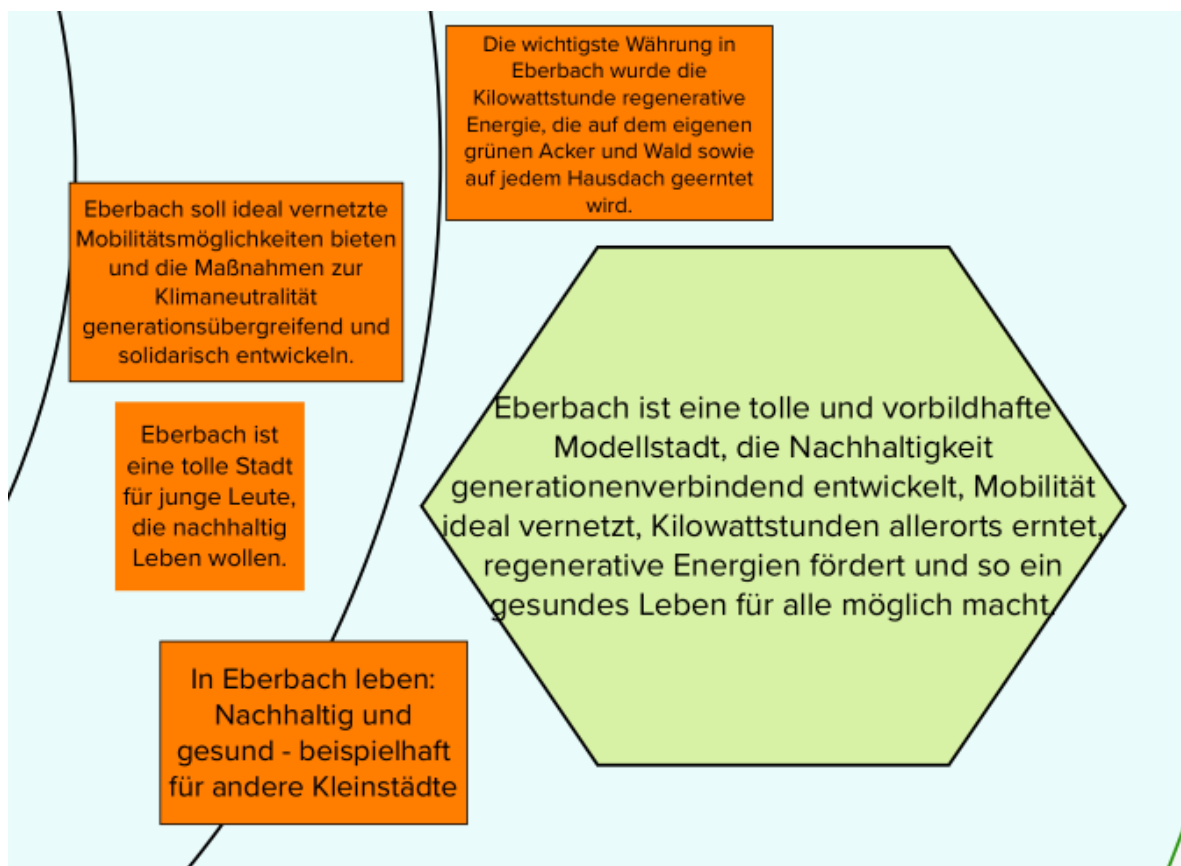 Die wichtigste Währung in
Eberbach wurde die
Kilowattstunde regenerative
Energie, die auf dem eigenen
grünen Acker und Wald sowie
auf jedem Hausdach geerntet
wird.
Eberbach soll ideal vernetzte
Mobilitätsmöglichkeiten bieten
und die Maßnahmen zur
Klimaneutralität
generationsübergreifend und
solidarisch entwickeln.
Eberbach ist
eine tolle Stadt
für junge Leute,
die nachhaltig
Leben wollen.
In Eberbach leben:
Nachhaltig und
gesund - beispielhaft
für andere Kleinstädte
Eberbach ist eine tolle und vorbildhafte
Modellstadt, die Nachhaltigkeit
generationenverbindend entwickelt, Mobilität
ideal vernetzt, Kilowattstunden allerorts erntet,
regenerative Energien fördert und so ein
gesundes Leben für alle möglich macht.